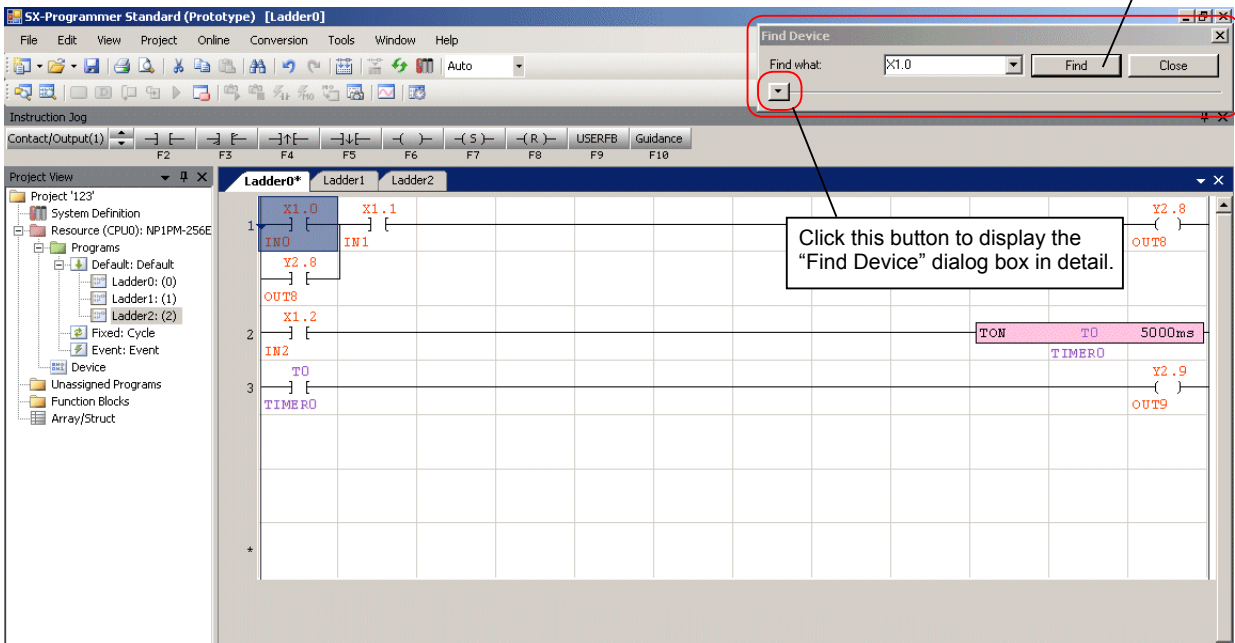 SX-Programmer Standard (Prototype) [Ladder0]
File Edit View Project Online Conversion Tools Window Help
Auto
Find Device
Find what: X1.0 Find Close
Instruction Jog
Contact/Output(1) ( ) ( S ) ( R ) USERFB Guidance
F2 F3 F4 F5 F6 F7 F8 F9 F10
Project View
Project '123'
System Definition
Resource (CPU0): NP1PM-256E
Programs
Default: Default
Ladder0: (0)
Ladder1: (1)
Ladder2: (2)
Fixed: Cycle
Event: Event
Device
Unassigned Programs
Function Blocks
Array/Struct
Ladder0* Ladder1 Ladder2
X1.0 X1.1 Y2.8
1
IN0 IN1 OUT8
Y2.8
OUT8
Click this button to display the
“Find Device” dialog box in detail.
X1.2
2 TON T0 5000ms
IN2 TIMER0
T0 Y2.9
3
TIMER0 OUT9
*